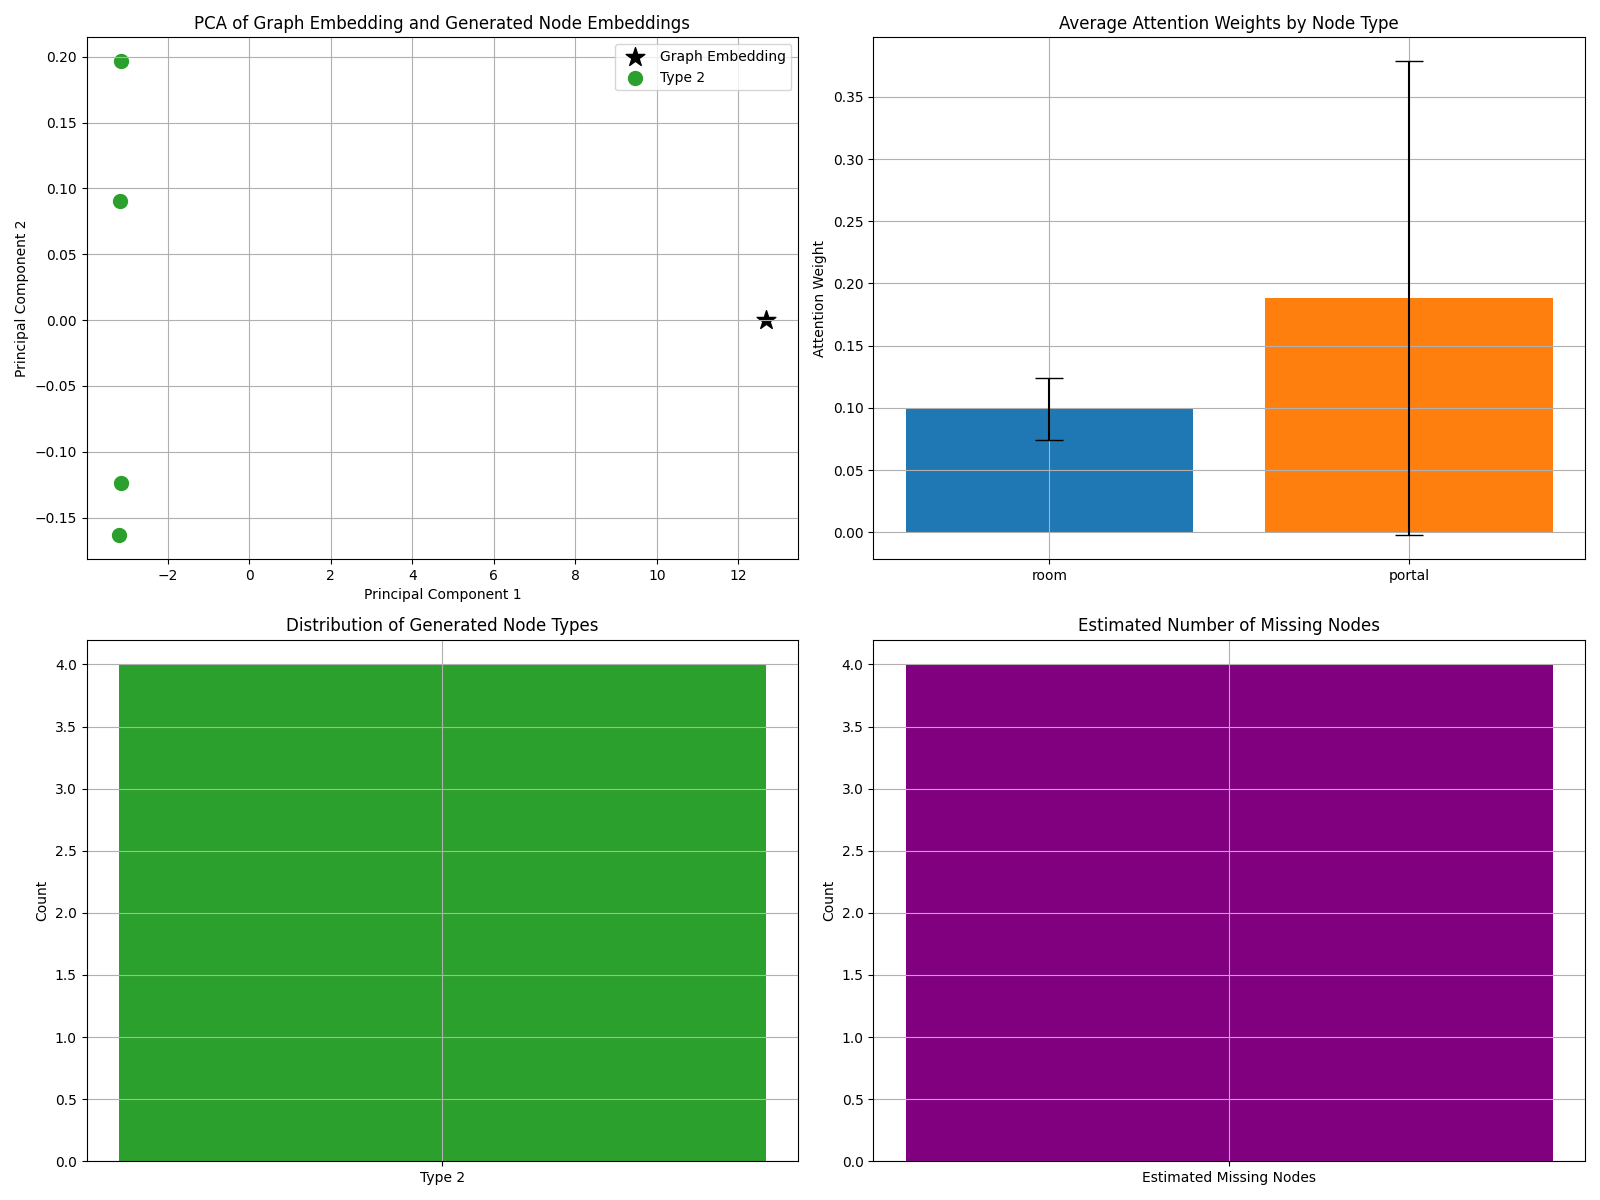 PCA of Graph Embedding and Generated Node Embeddings
Graph Embedding
Type 2
0.20
0.15
0.10
0.05
0.00
−0.05
−0.10
−0.15
Principal Component 2
−2
0
2
4
6
8
10
12
Principal Component 1
Average Attention Weights by Node Type
0.35
0.30
0.25
0.20
0.15
0.10
0.05
0.00
Attention Weight
room
portal
Distribution of Generated Node Types
4.0
3.5
3.0
2.5
2.0
1.5
1.0
0.5
0.0
Count
Type 2
Estimated Number of Missing Nodes
4.0
3.5
3.0
2.5
2.0
1.5
1.0
0.5
0.0
Count
Estimated Missing Nodes